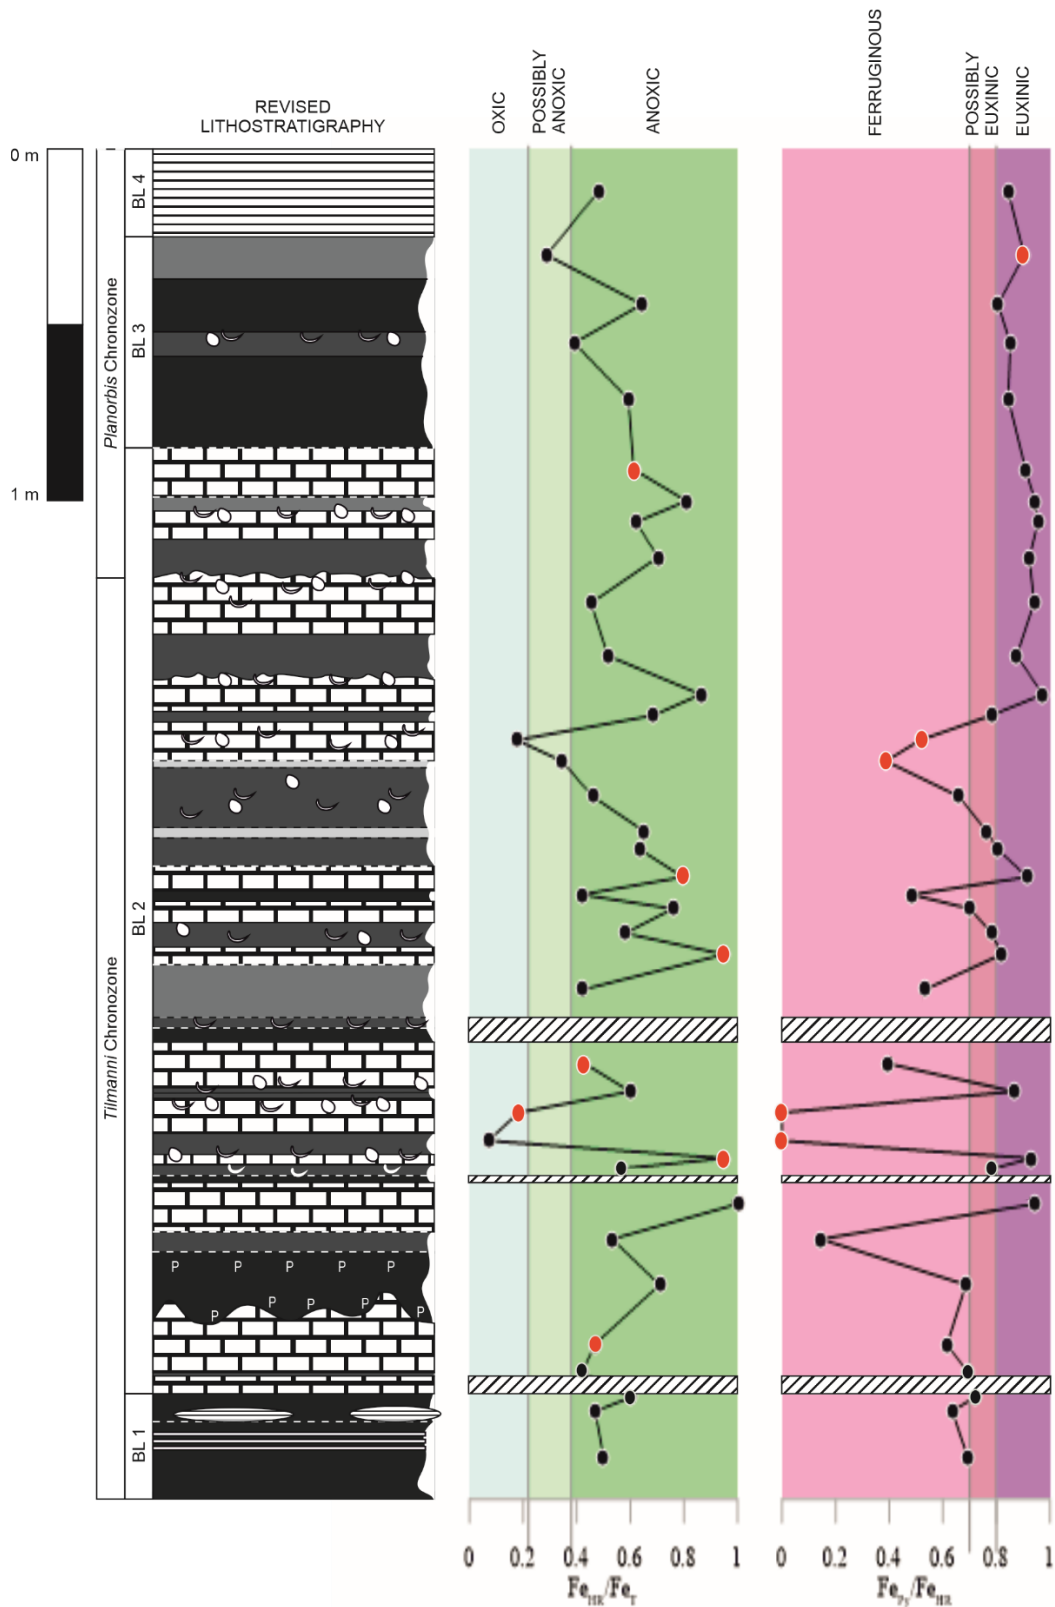 REVISED
LITHOSTRATIGRAPHY
OXIC
POSSIBLY
ANOXIC
ANOXIC
FERRUGINOUS
POSSIBLY
EUXINIC
EUXINIC
0 m
1 m
Planorbis Chronozone
Tilmanni Chronozone
BL 4
BL 3
BL 2
BL 1
P P P P P
P P P P P
0 0.2 0.4 0.6 0.8 1
Fe_HR/Fe_T
0 0.2 0.4 0.6 0.8 1
Fe_Py/Fe_HR